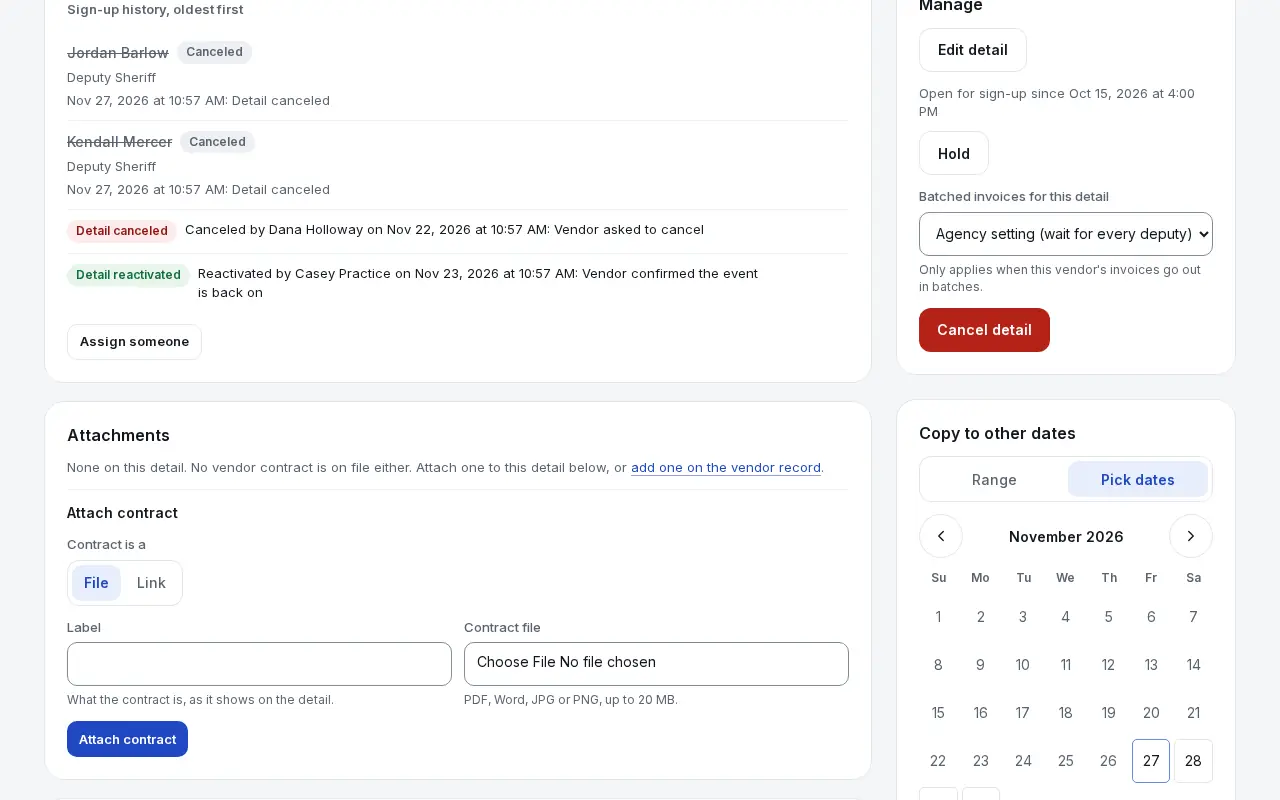 Sign-up history, oldest first
Jordan Barlow Canceled
Deputy Sheriff
Nov 27, 2026 at 10:57 AM: Detail canceled
Kendall Mercer Canceled
Deputy Sheriff
Nov 27, 2026 at 10:57 AM: Detail canceled
Detail canceled Canceled by Dana Holloway on Nov 22, 2026 at 10:57 AM: Vendor asked to cancel
Detail reactivated Reactivated by Casey Practice on Nov 23, 2026 at 10:57 AM: Vendor confirmed the event
is back on
Assign someone
Attachments
None on this detail. No vendor contract is on file either. Attach one to this detail below, or add one on the vendor record.
Attach contract
Contract is a
File Link
Label Contract file
Choose File No file chosen
What the contract is, as it shows on the detail. PDF, Word, JPG or PNG, up to 20 MB.
Attach contract
Manage
Edit detail
Open for sign-up since Oct 15, 2026 at 4:00
PM
Hold
Batched invoices for this detail
Agency setting (wait for every deputy)
Only applies when this vendor's invoices go out
in batches.
Cancel detail
Copy to other dates
Range Pick dates
November 2026
Su Mo Tu We Th Fr Sa
1 2 3 4 5 6 7
8 9 10 11 12 13 14
15 16 17 18 19 20 21
22 23 24 25 26 27 28